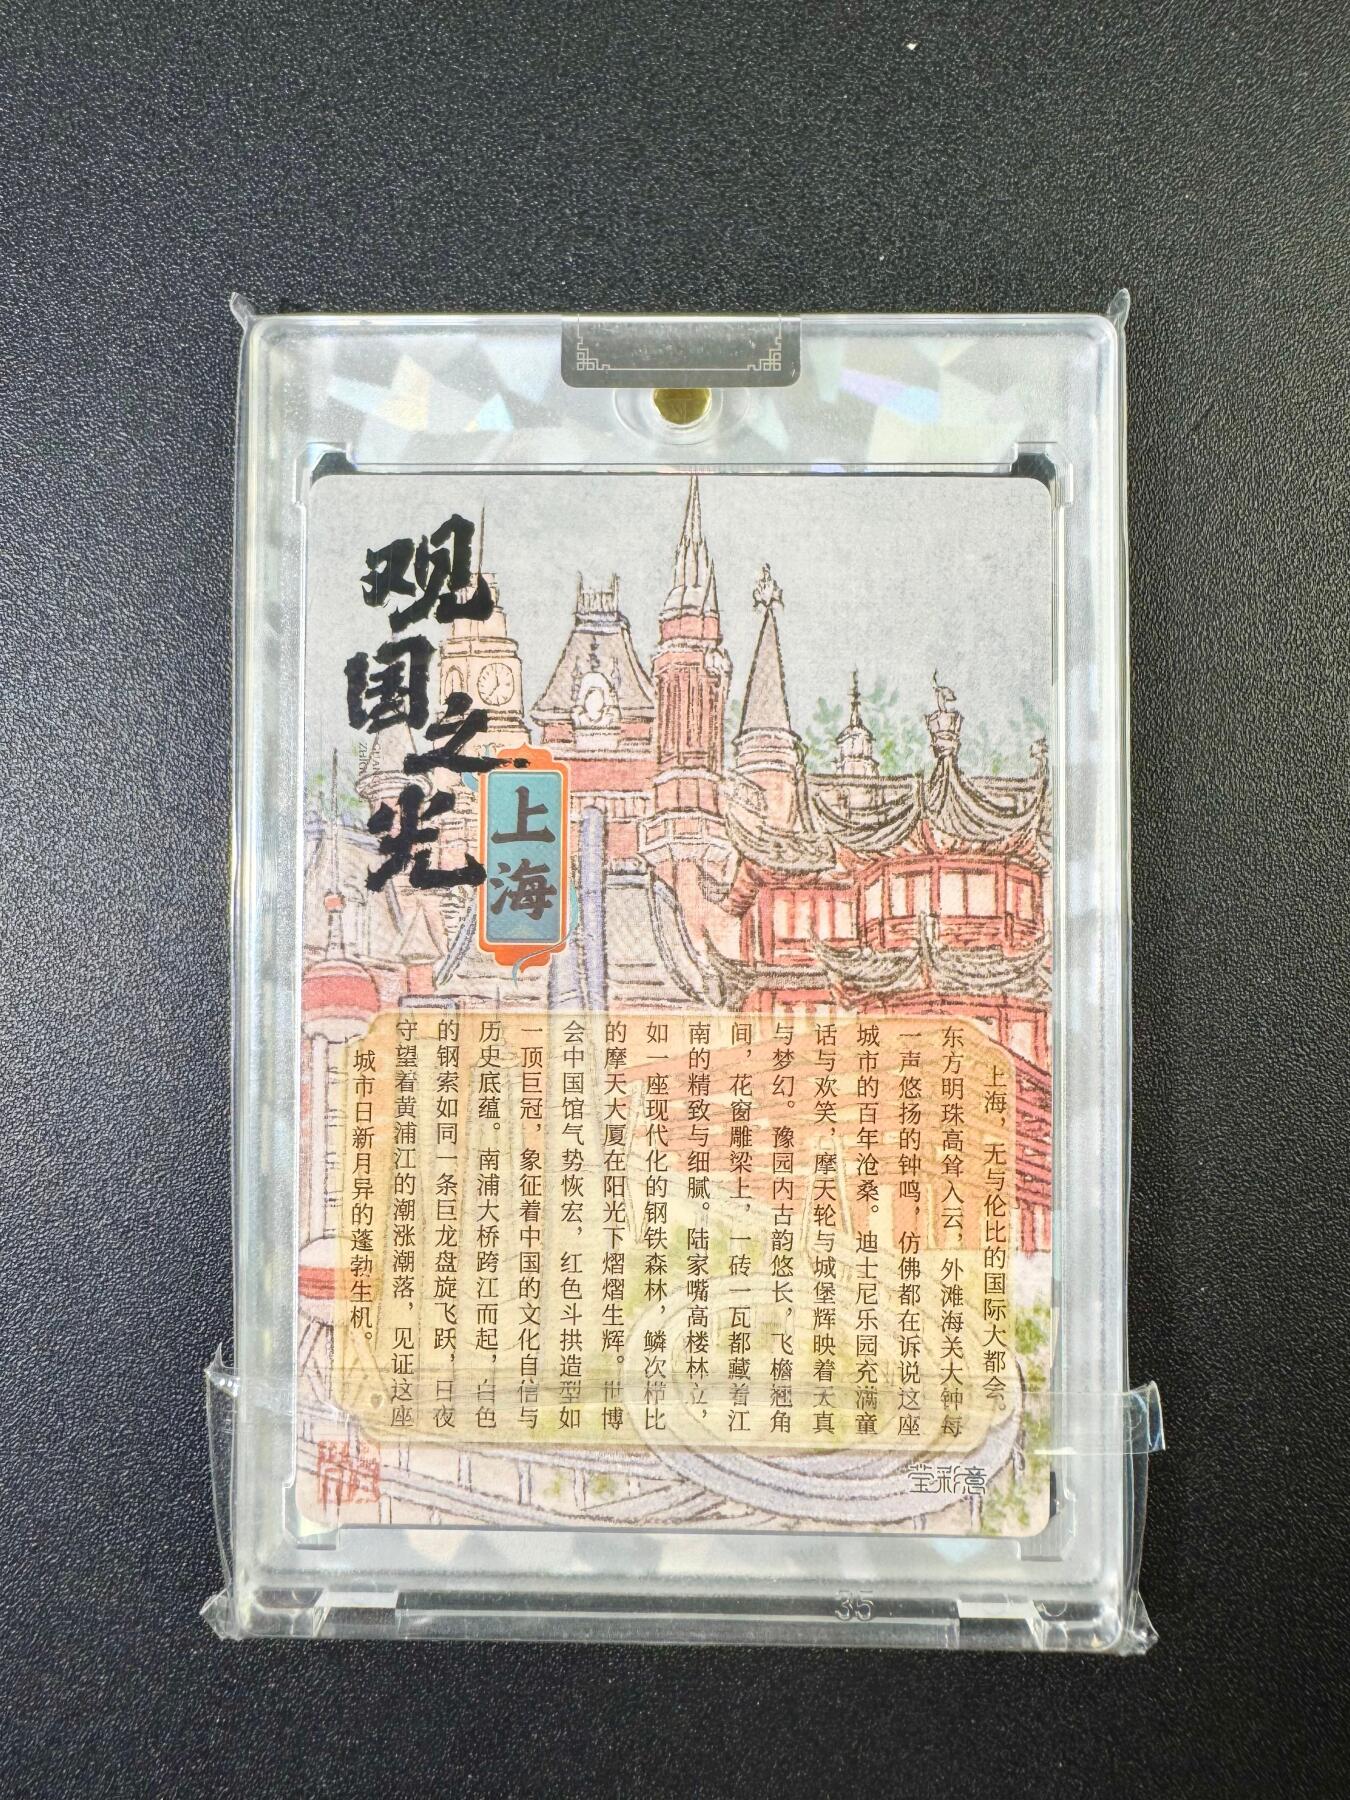 观国之光
上海
上海，无与伦比的国际大都会。
东方明珠高耸入云，外滩海关大钟每
一声悠扬的钟鸣，仿佛都在诉说这座
城市的百年沧桑。迪士尼乐园充满童
话与欢笑，摩天轮与城堡辉映着天真
与梦幻。豫园内古韵悠长，飞檐翘角
间，花窗雕梁上，一砖一瓦都藏着江
南的精致与细腻。陆家嘴高楼林立，
如一座现代化的钢铁森林，鳞次栉比
的摩天大厦在阳光下熠熠生辉。世博
会中国馆气势恢宏，红色斗拱造型如
一顶巨冠，象征着中国的文化自信与
历史底蕴。南浦大桥跨江而起，白色
的钢索如同一条巨龙盘旋飞跃，日夜
守望着黄浦江的潮涨潮落，见证这座
城市日新月异的蓬勃生机。
莹彩意
35